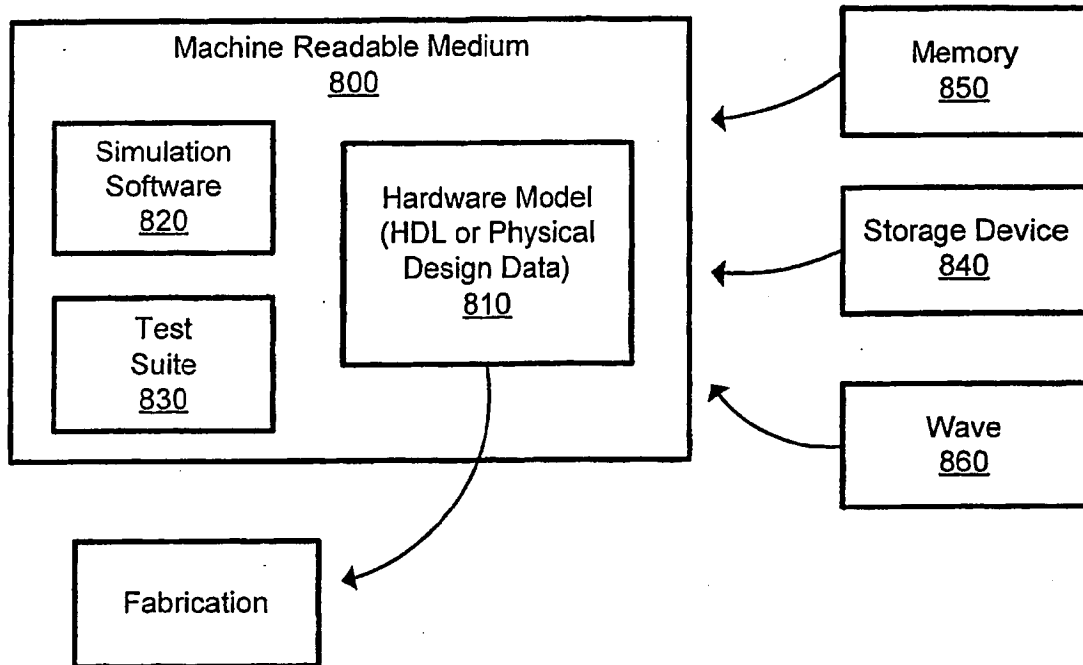 Machine Readable Medium
800
Simulation
Software
820
Hardware Model
(HDL or Physical
Design Data)
810
Test
Suite
830
Memory
850
Storage Device
840
Wave
860
Fabrication